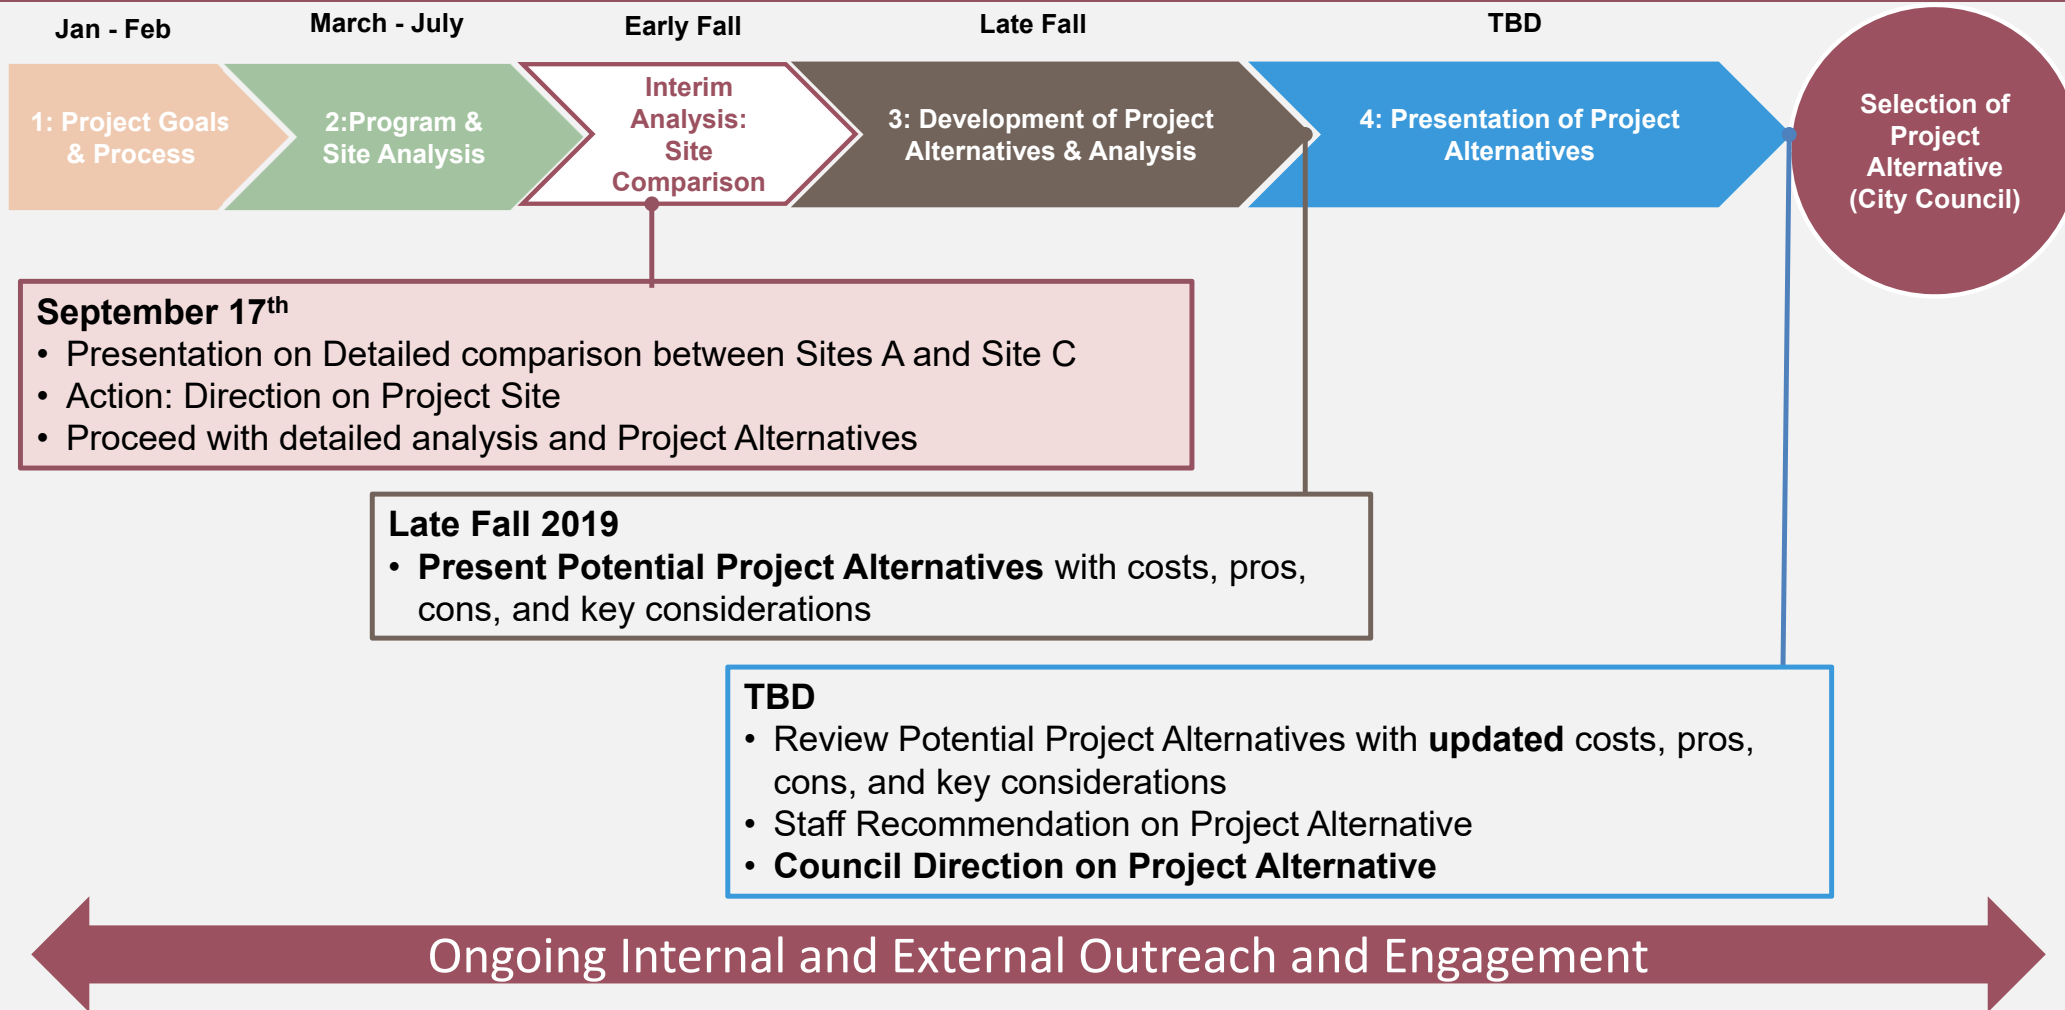 Jan - Feb
March - July
Early Fall
Late Fall
TBD
1: Project Goals
& Process
2:Program &
Site Analysis
Interim
Analysis:
Site
Comparison
3: Development of Project
Alternatives & Analysis
4: Presentation of Project
Alternatives
Selection of
Project
Alternative
(City Council)
September 17th
• Presentation on Detailed comparison between Sites A and Site C
• Action: Direction on Project Site
• Proceed with detailed analysis and Project Alternatives
Late Fall 2019
• Present Potential Project Alternatives with costs, pros,
cons, and key considerations
TBD
• Review Potential Project Alternatives with updated costs, pros,
cons, and key considerations
• Staff Recommendation on Project Alternative
• Council Direction on Project Alternative
Ongoing Internal and External Outreach and Engagement